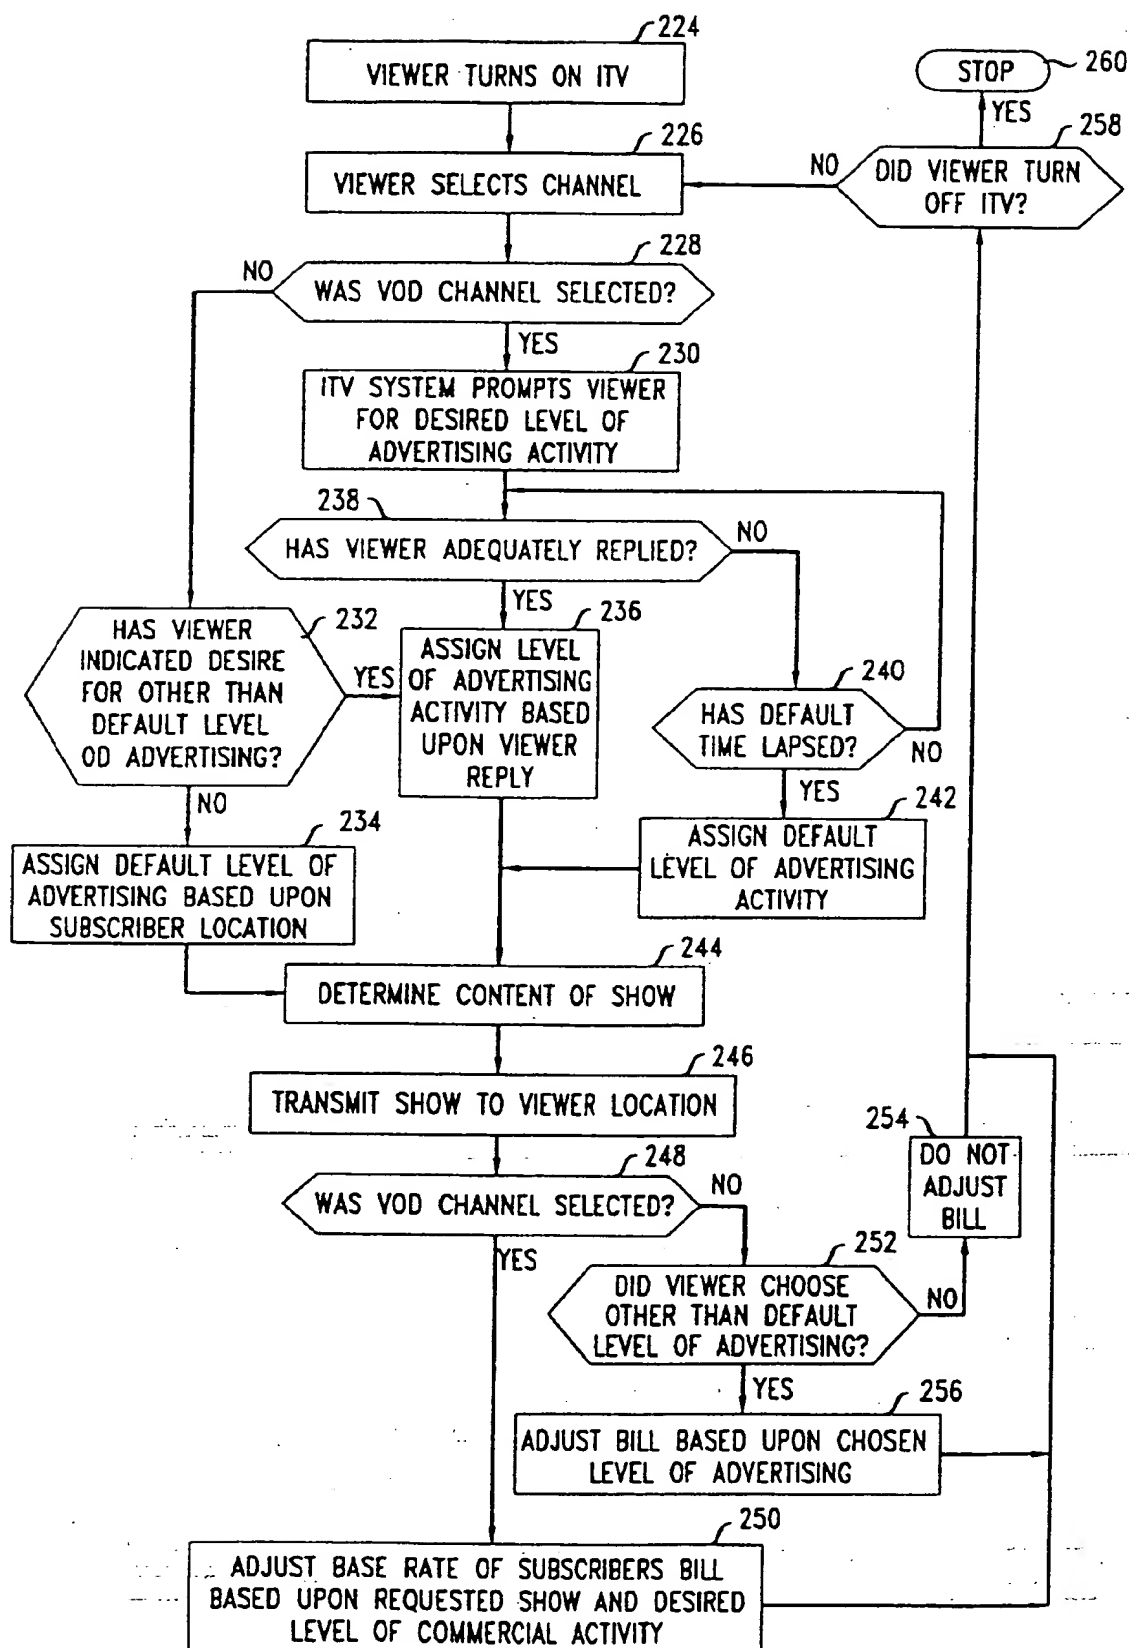 224
VIEWER TURNS ON ITV
STOP
260
YES
258
226
VIEWER SELECTS CHANNEL
NO
DID VIEWER TURN
OFF ITV?
228
NO
WAS VOD CHANNEL SELECTED?
YES
230
ITV SYSTEM PROMPTS VIEWER
FOR DESIRED LEVEL OF
ADVERTISING ACTIVITY
238
HAS VIEWER ADEQUATELY REPLIED?
NO
YES
232
HAS VIEWER
INDICATED DESIRE
FOR OTHER THAN
DEFAULT LEVEL
OD ADVERTISING?
YES
236
ASSIGN LEVEL
OF ADVERTISING
ACTIVITY BASED
UPON VIEWER
REPLY
240
HAS DEFAULT
TIME LAPSED?
NO
YES
NO
234
ASSIGN DEFAULT LEVEL OF
ADVERTISING BASED UPON
SUBSCRIBER LOCATION
242
ASSIGN DEFAULT
LEVEL OF ADVERTISING
ACTIVITY
244
DETERMINE CONTENT OF SHOW
246
TRANSMIT SHOW TO VIEWER LOCATION
248
WAS VOD CHANNEL SELECTED?
NO
YES
254
DO NOT
ADJUST
BILL
252
DID VIEWER CHOOSE
OTHER THAN DEFAULT
LEVEL OF ADVERTISING?
NO
YES
256
ADJUST BILL BASED UPON CHOSEN
LEVEL OF ADVERTISING
250
ADJUST BASE RATE OF SUBSCRIBERS BILL
BASED UPON REQUESTED SHOW AND DESIRED
LEVEL OF COMMERCIAL ACTIVITY